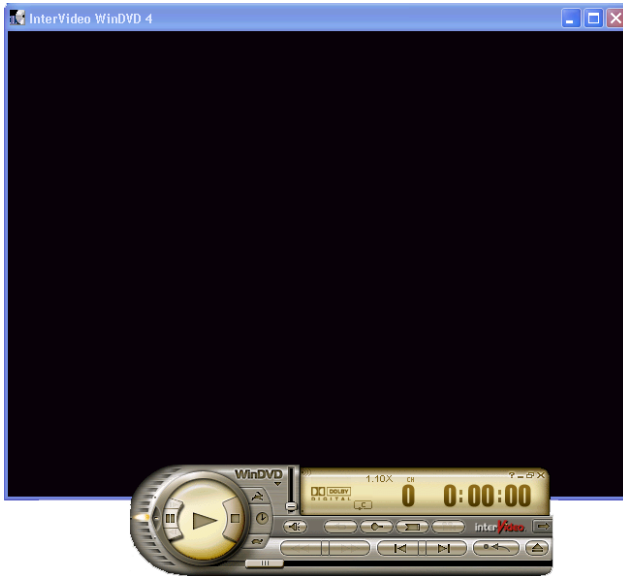 InterVideo WinDVD 4
WinDVD
1.10X CH
DOLBY
DIGITAL
C
0 0:00:00
interVideo